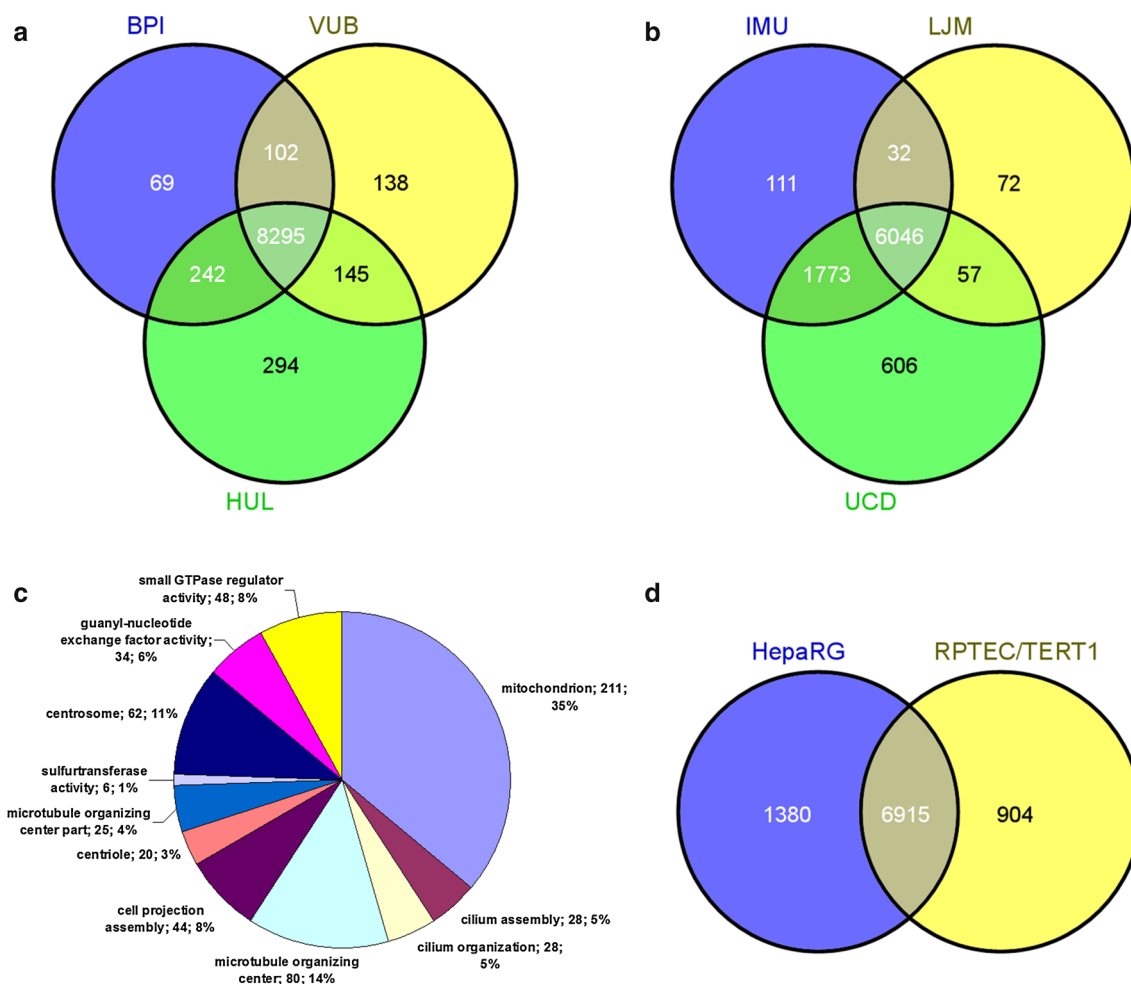 a
BPI
VUB
102
69
138
8295
242
145
294
HUL
b
IMU
LJM
32
111
72
6046
1773
57
606
UCD
c
small GTPase regulator
activity; 48; 8%
guanyl-nucleotide
exchange factor activity;
34; 6%
mitochondrion; 211;
35%
centrosome; 62; 11%
sulfurtransferase
activity; 6; 1%
microtubule organizing
center part; 25; 4%
centriole; 20; 3%
cell projection
assembly; 44; 8%
cilium assembly; 28; 5%
cilium organization; 28;
5%
microtubule organizing
center; 80; 14%
d
HepaRG
RPTEC/TERT1
1380
6915
904